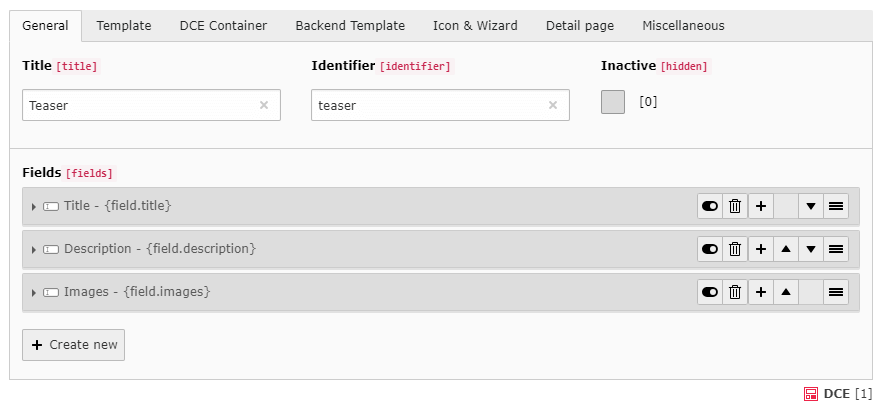 General Template DCE Container Backend Template Icon & Wizard Detail page Miscellaneous
Title [title] Identifier [identifier] Inactive [hidden]
Teaser teaser [0]
Fields [fields]
Title - {field.title}
Description - {field.description}
Images - {field.images}
Create new
DCE [1]